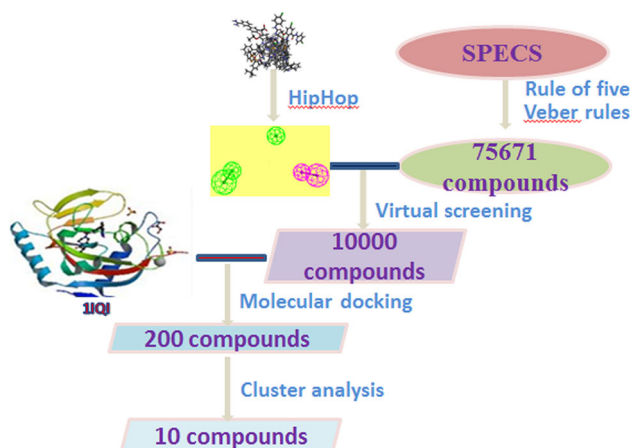 SPECS
HipHop
Rule of five
Veber rules
75671
compounds
Virtual screening
10000
compounds
1IQJ
Molecular docking
200 compounds
Cluster analysis
10 compounds